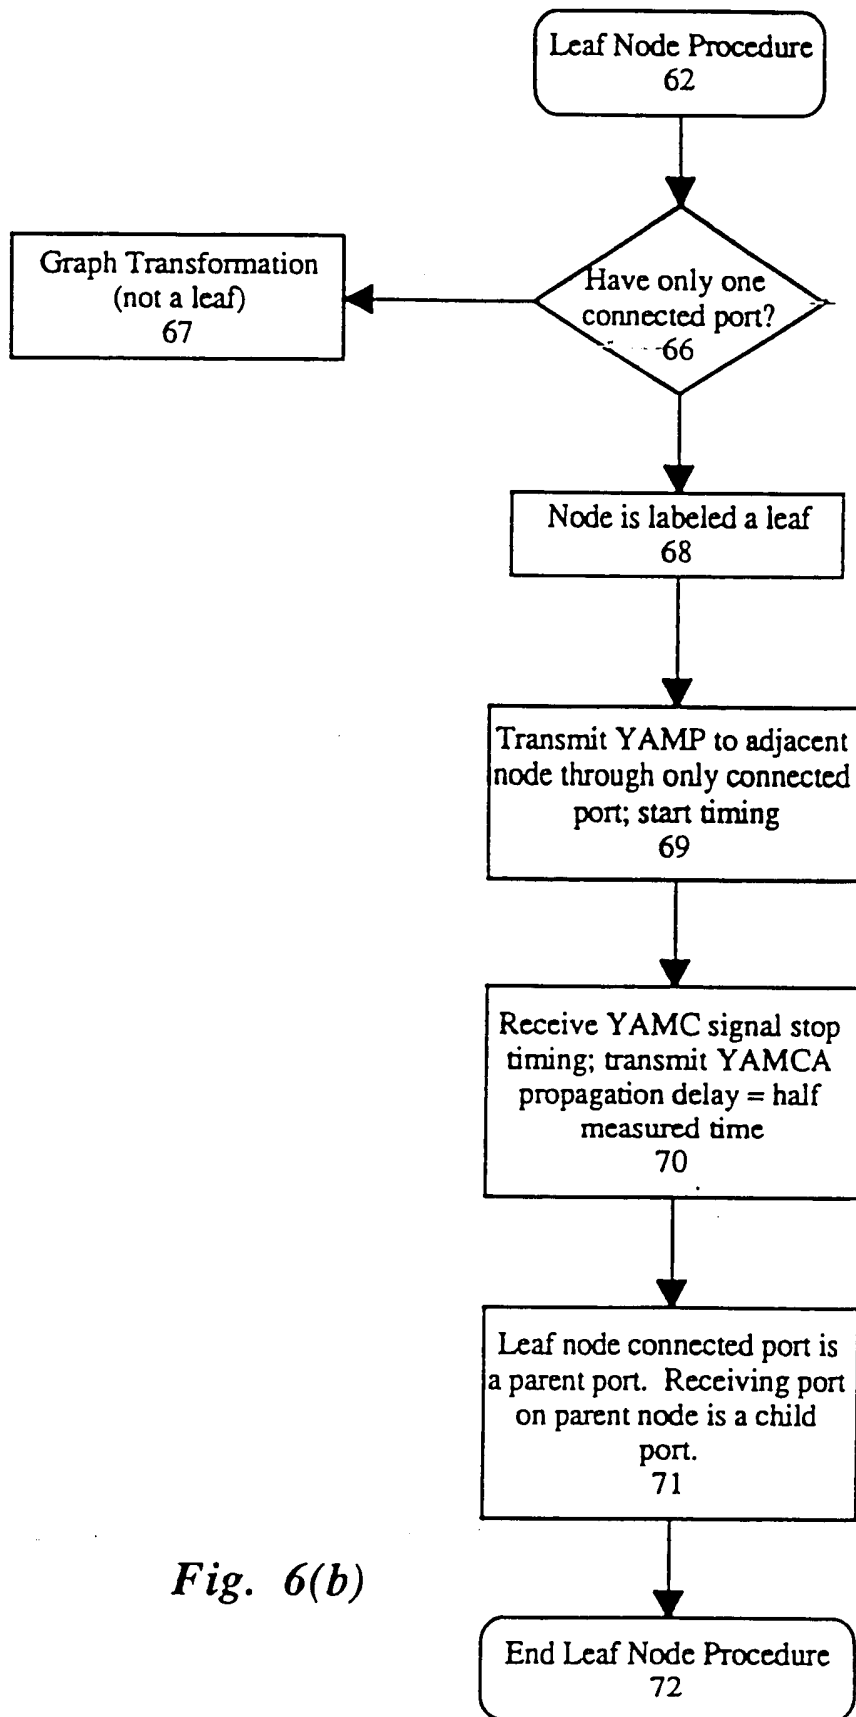 Leaf Node Procedure
62
Graph Transformation
(not a leaf)
67
Have only one
connected port?
66
Node is labeled a leaf
68
Transmit YAMP to adjacent
node through only connected
port; start timing
69
Receive YAMC signal stop
timing; transmit YAMCA
propagation delay = half
measured time
70
Leaf node connected port is
a parent port. Receiving port
on parent node is a child
port.
71
Fig. 6(b)
End Leaf Node Procedure
72